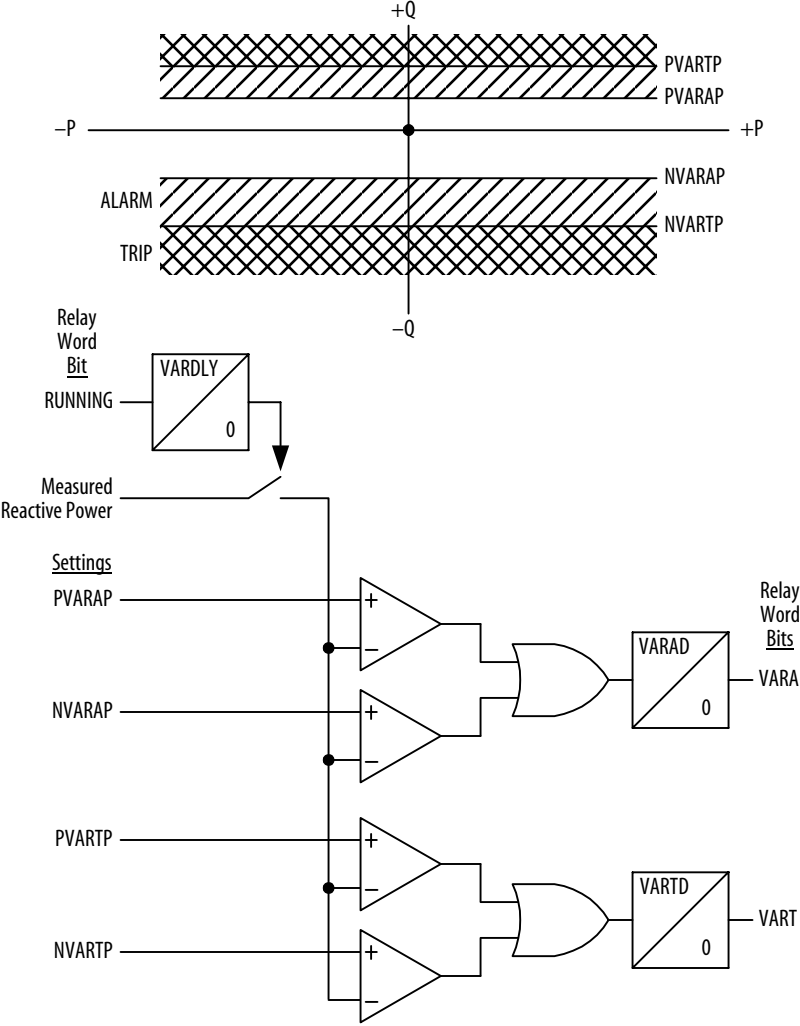 +Q
PVARTP
PVARAP
–P
+P
NVARAP
ALARM
NVARTP
TRIP
–Q
Relay
Word
Bit
VARDLY
RUNNING
0
Measured
Reactive Power
Settings
PVARAP
+
–
Relay
Word
Bits
VARAD
VARA
0
NVARAP
+
–
PVARTP
+
–
VARTD
VART
0
NVARTP
+
–